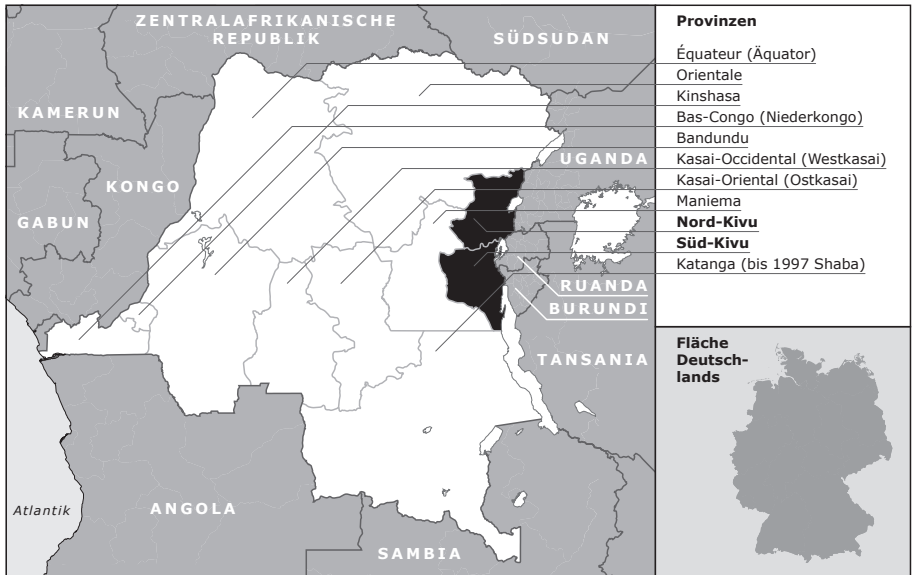 ZENTRALAFRIKANISCHE
REPUBLIK
SÜDSUDAN
KAMERUN
UGANDA
KONGO
GABUN
RUANDA
BURUNDI
TANSANIA
Atlantik
ANGOLA
SAMBIA
Provinzen
Équateur (Äquator)
Orientale
Kinshasa
Bas-Congo (Niederkongo)
Bandundu
Kasai-Occidental (Westkasai)
Kasai-Oriental (Ostkasai)
Maniema
Nord-Kivu
Süd-Kivu
Katanga (bis 1997 Shaba)
Fläche
Deutsch-
lands